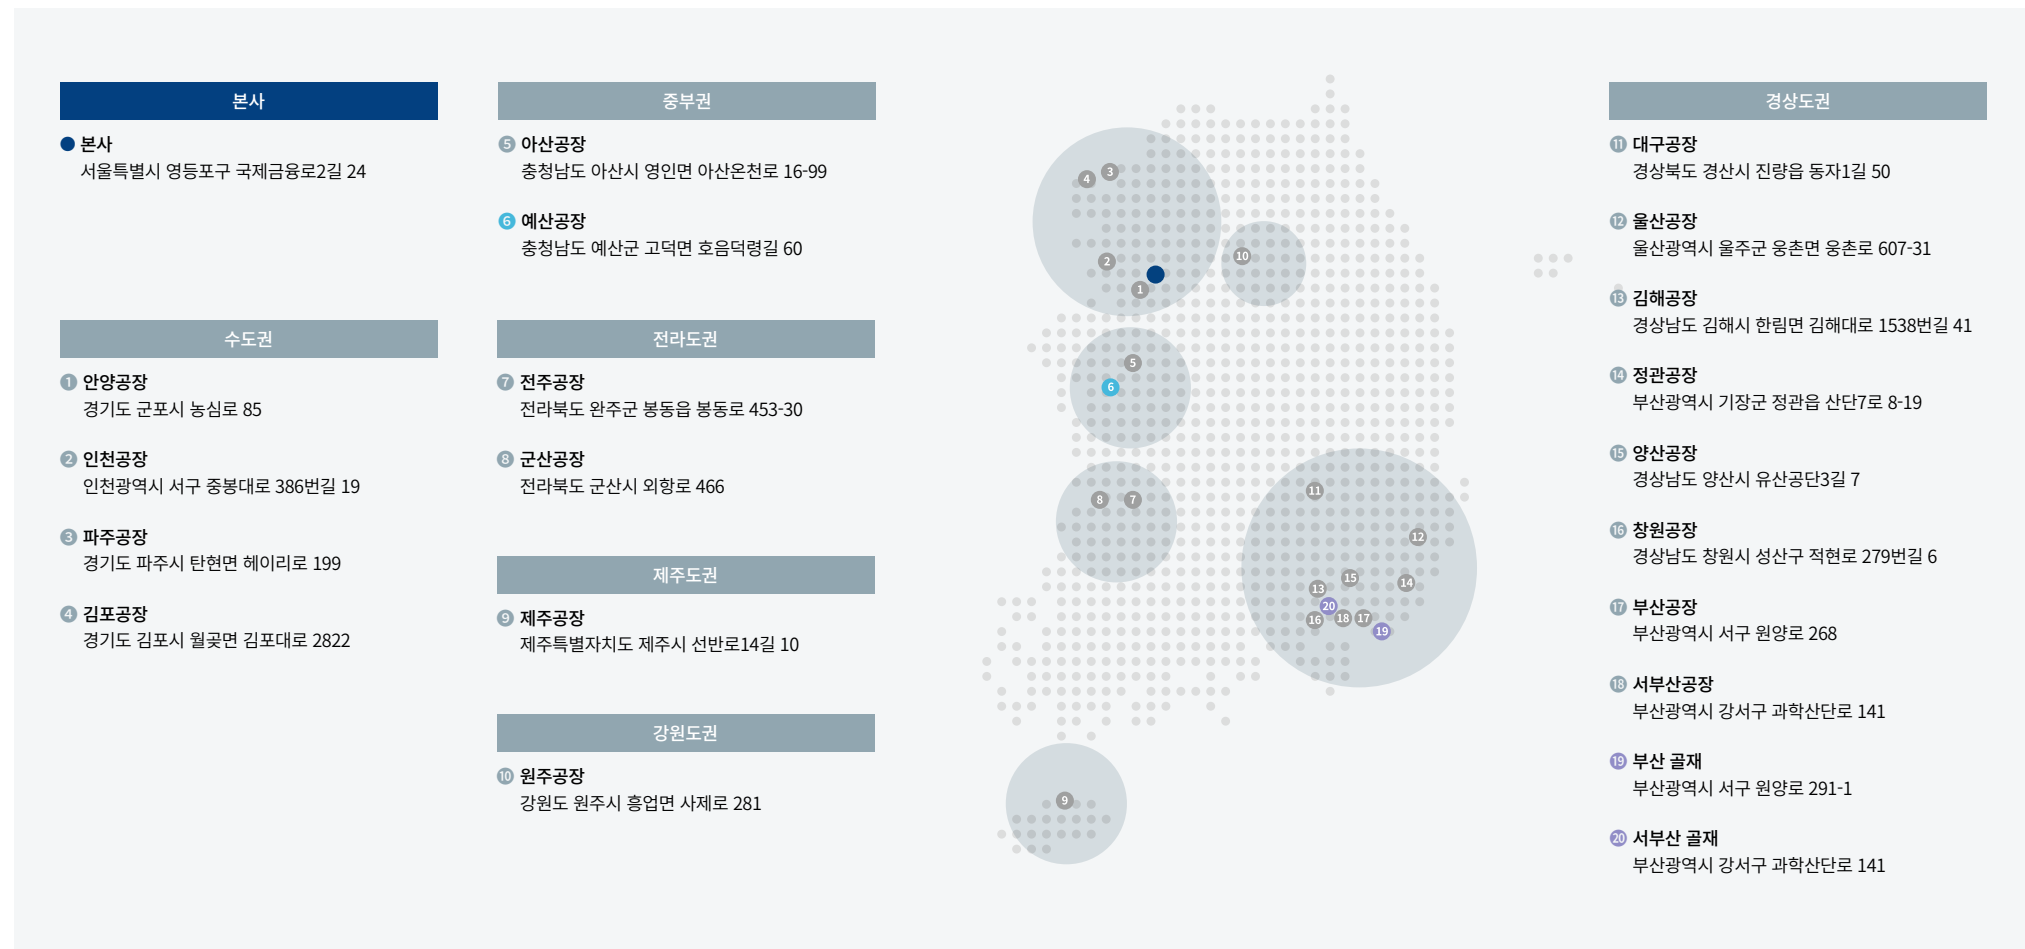 본사
본사
서울특별시 영등포구 국제금융로2길 24
수도권
1 안양공장
경기도 군포시 농심로 85
2 인천공장
인천광역시 서구 중봉대로 386번길 19
3 파주공장
경기도 파주시 탄현면 헤이리로 199
4 김포공장
경기도 김포시 월곶면 김포대로 2822
중부권
5 아산공장
충청남도 아산시 영인면 아산온천로 16-99
6 예산공장
충청남도 예산군 고덕면 호음덕령길 60
전라도권
7 전주공장
전라북도 완주군 봉동읍 봉동로 453-30
8 군산공장
전라북도 군산시 외항로 466
제주도권
9 제주공장
제주특별자치도 제주시 선반로14길 10
강원도권
10 원주공장
강원도 원주시 흥업면 사제로 281
4 3
10
2
1
5
6
8 7
11
12
15
14
13
20
16 18 17
19
9
경상도권
11 대구공장
경상북도 경산시 진량읍 동자1길 50
12 울산공장
울산광역시 울주군 웅촌면 웅촌로 607-31
13 김해공장
경상남도 김해시 한림면 김해대로 1538번길 41
14 정관공장
부산광역시 기장군 정관읍 산단7로 8-19
15 양산공장
경상남도 양산시 유산공단3길 7
16 창원공장
경상남도 창원시 성산구 적현로 279번길 6
17 부산공장
부산광역시 서구 원양로 268
18 서부산공장
부산광역시 강서구 과학산단로 141
19 부산 골재
부산광역시 서구 원양로 291-1
20 서부산 골재
부산광역시 강서구 과학산단로 141